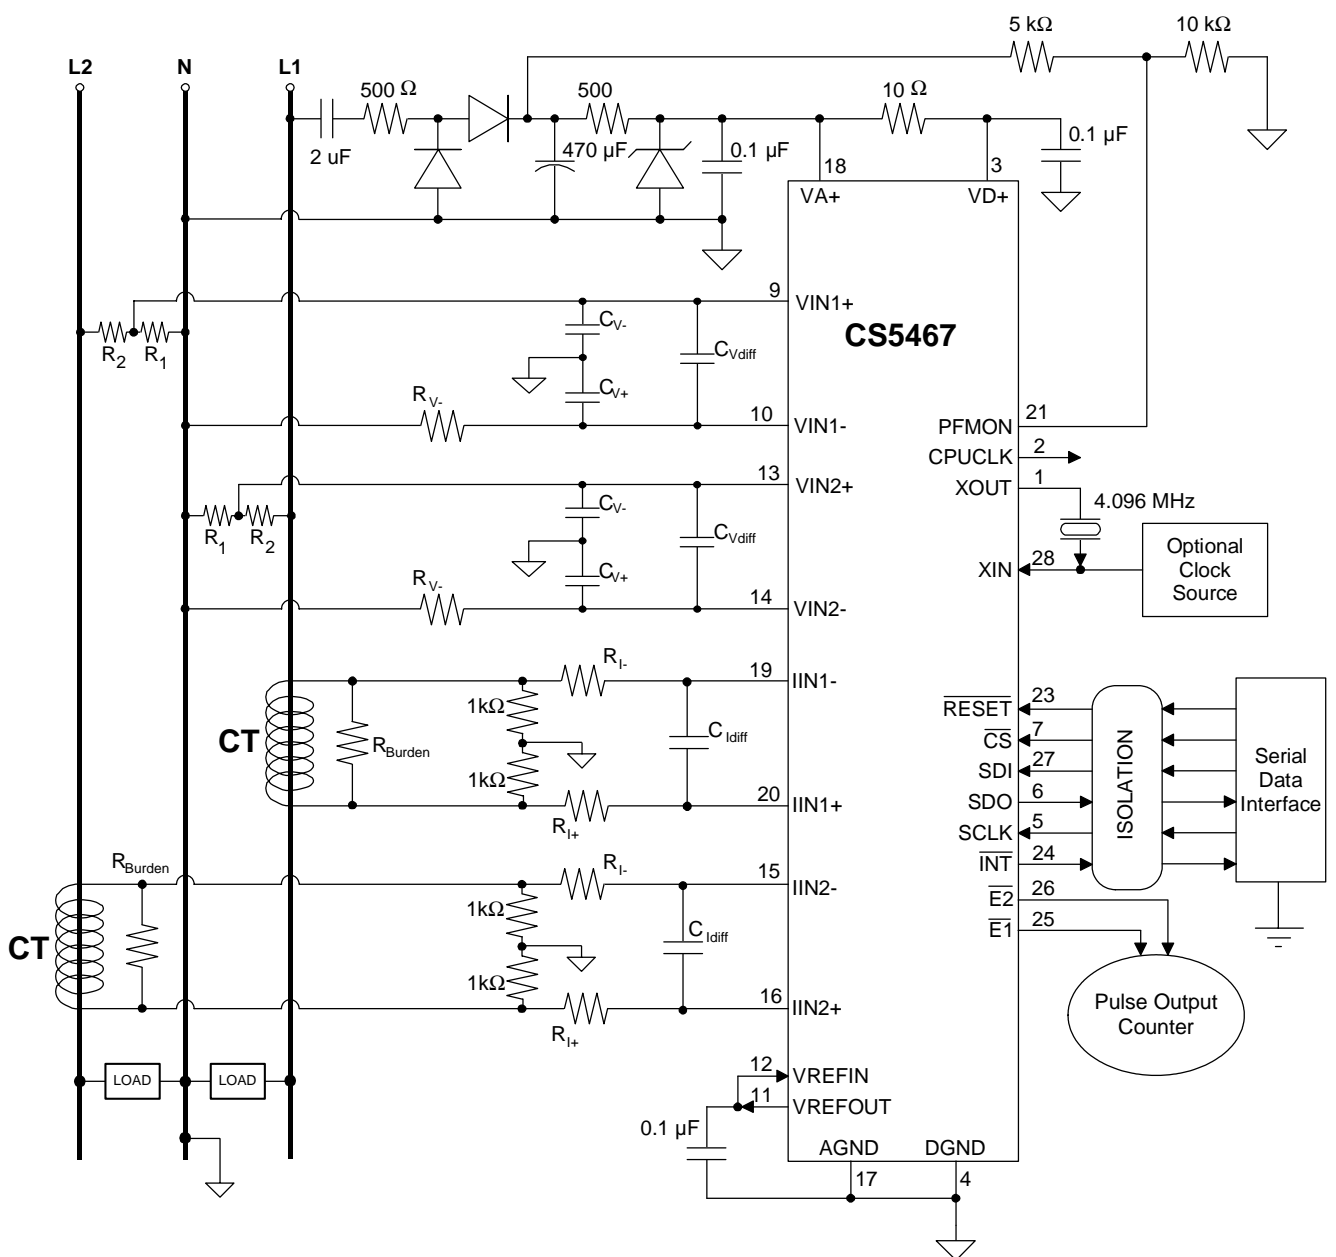 5 kΩ
10 kΩ
L2
N
L1
500 Ω
500
10 Ω
2 uF
470 µF
0.1 µF
0.1 µF
18
3
VA+
VD+
9
VIN1+
CS5467
R2
R1
CV-
CVdiff
CV+
RV-
10
VIN1-
21
PFMON
2
CPUCLK
1
XOUT
4.096 MHz
13
VIN2+
R1
R2
CV-
CVdiff
CV+
RV-
14
VIN2-
28
XIN
Optional
Clock
Source
RI-
19
IIN1-
1kΩ
CT
RBurden
CIdiff
1kΩ
20
IIN1+
RI+
RESET
23
CS
7
SDI
27
SDO
6
SCLK
5
INT
24
ISOLATION
Serial
Data
Interface
RBurden
RI-
15
IIN2-
1kΩ
CT
CIdiff
1kΩ
16
IIN2+
RI+
E2
26
E1
25
Pulse Output
Counter
LOAD
LOAD
12
VREFIN
11
VREFOUT
0.1 µF
AGND
DGND
17
4